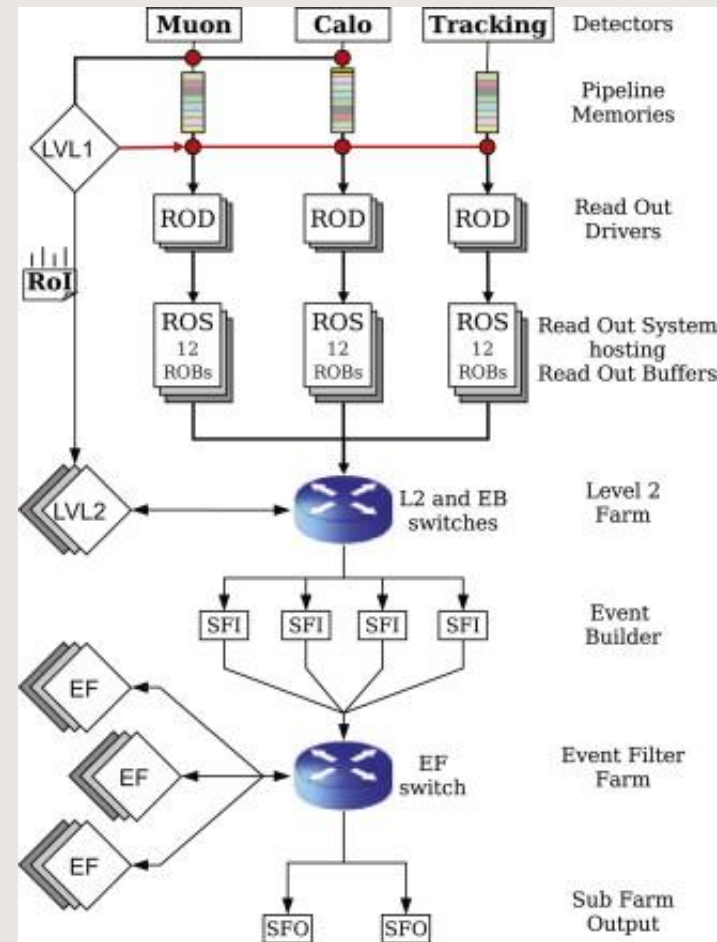 Muon Calo Tracking Detectors
Pipeline
Memories
LVL1
ROD ROD ROD Read Out
Drivers
RoI
ROS ROS ROS Read Out System
12 12 12 hosting
ROBs ROBs ROBs Read Out Buffers
LVL2 L2 and EB Level 2
switches Farm
SFI SFI SFI SFI Event
Builder
EF
EF EF Event Filter
switch Farm
EF
Sub Farm
SFO SFO Output